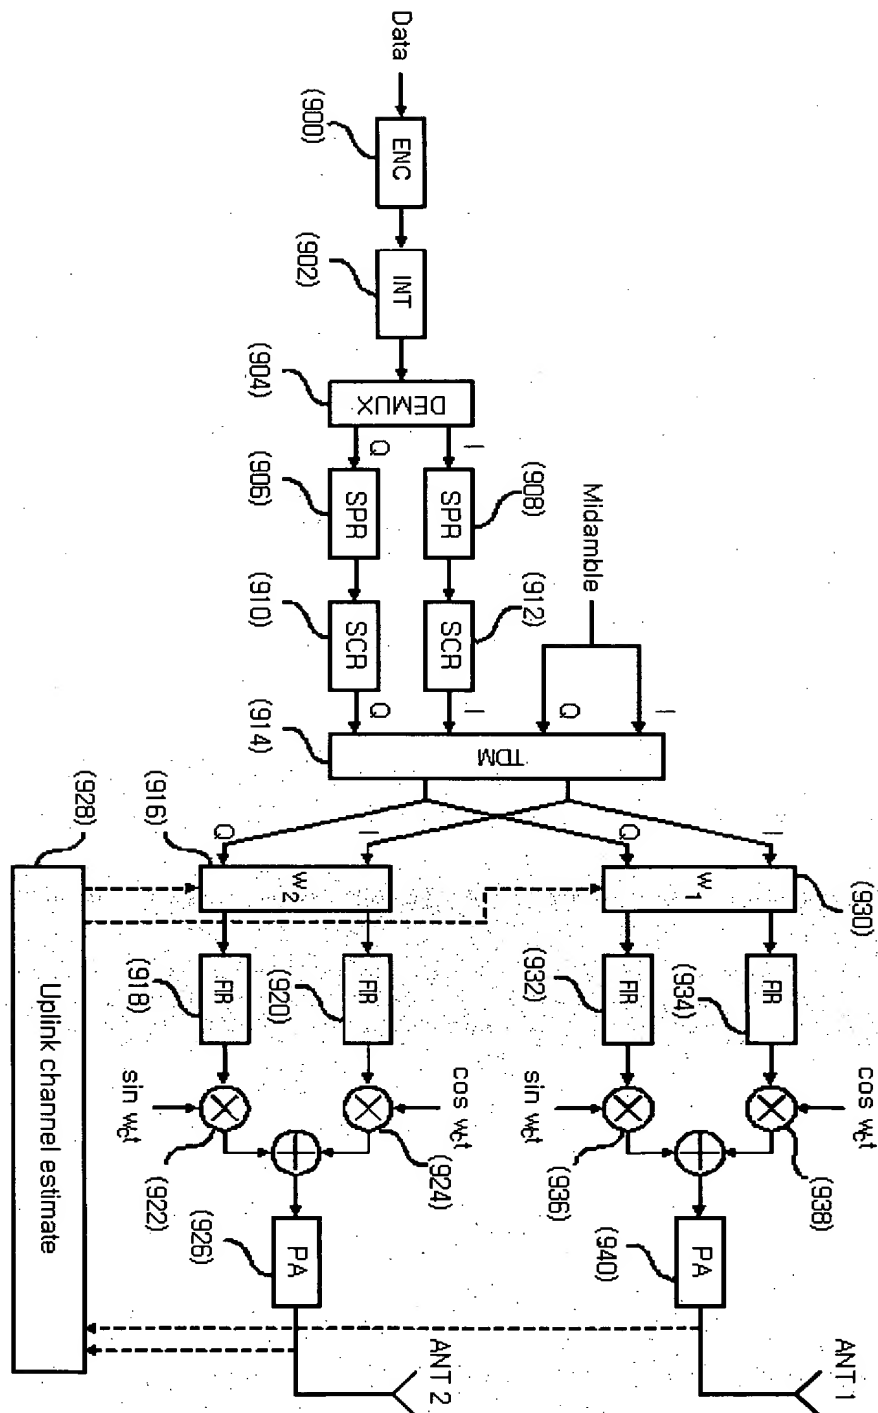 Data
ENC
(900)
INT
(902)
DEMUX
(904)
I
Q
SPR
(908)
SPR
(906)
SCR
(912)
SCR
(910)
Midamble
I
Q
I
Q
TDM
(914)
I
Q
W1
(930)
FIR
(934)
FIR
(932)
cos wct
(938)
sin wct
(936)
PA
(940)
ANT 1
I
Q
W2
(916)
FIR
(920)
FIR
(918)
cos wct
(924)
sin wct
(922)
PA
(926)
ANT 2
Uplink channel estimate
(928)